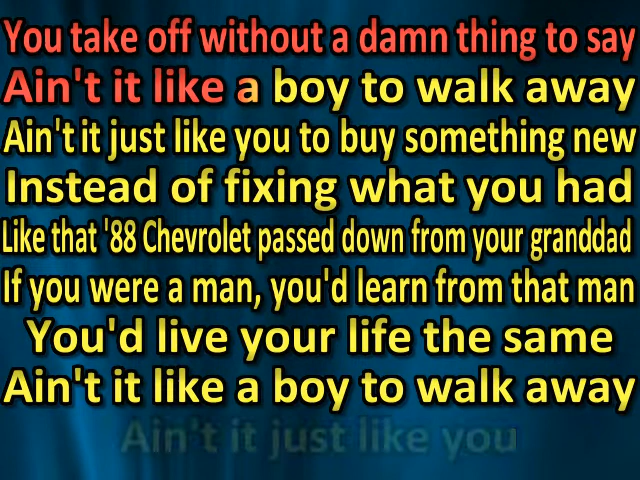 You take off without a damn thing to say
Ain't it like a boy to walk away
Ain't it just like you to buy something new
Instead of fixing what you had
Like that '88 Chevrolet passed down from your granddad
If you were a man, you'd learn from that man
You'd live your life the same
Ain't it like a boy to walk away
Ain't it just like you